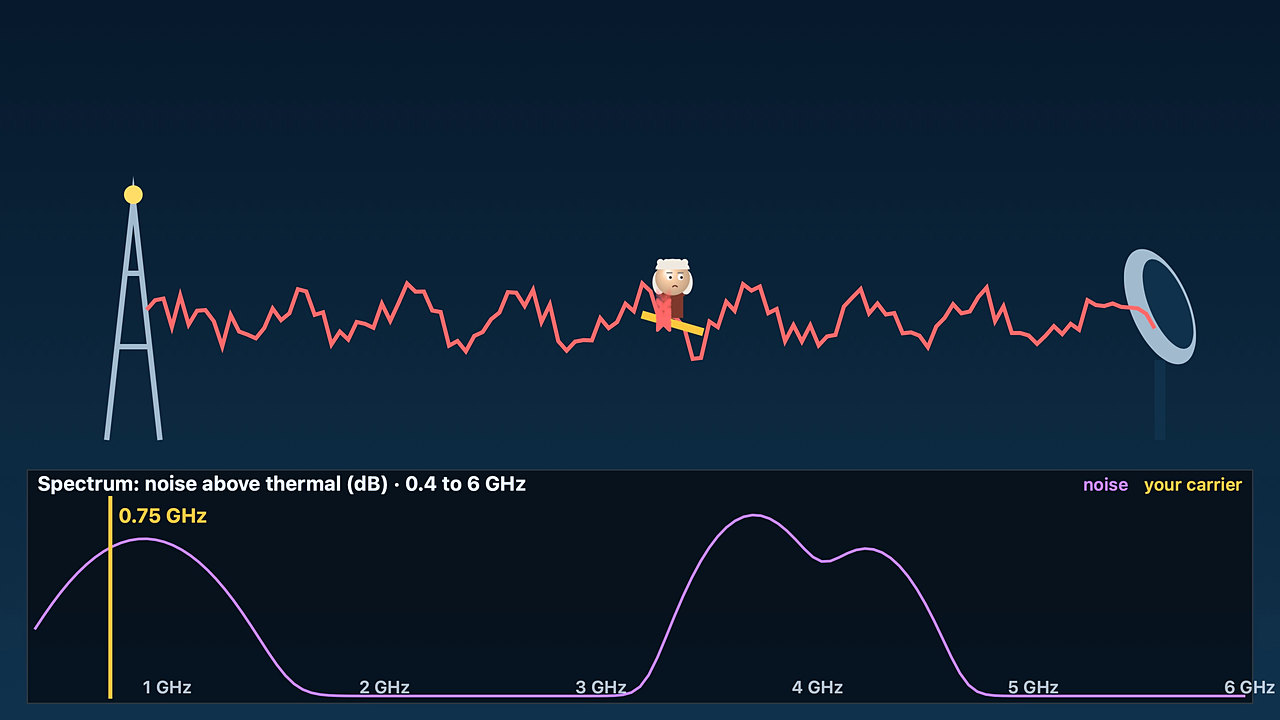 Spectrum: noise above thermal (dB) · 0.4 to 6 GHz
noise your carrier
0.75 GHz
1 GHz 2 GHz 3 GHz 4 GHz 5 GHz 6 GHz